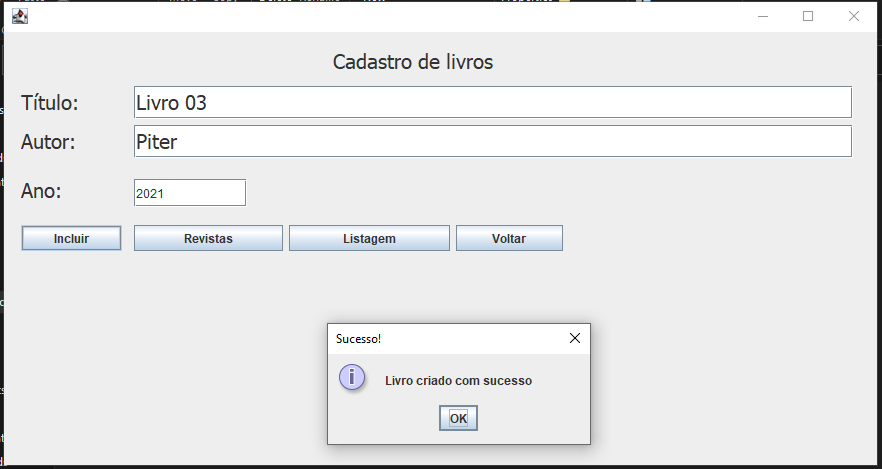 Cadastro de livros
Título: Livro 03
Autor: Piter
Ano: 2021
Incluir Revistas Listagem Voltar
Sucesso!
Livro criado com sucesso
OK